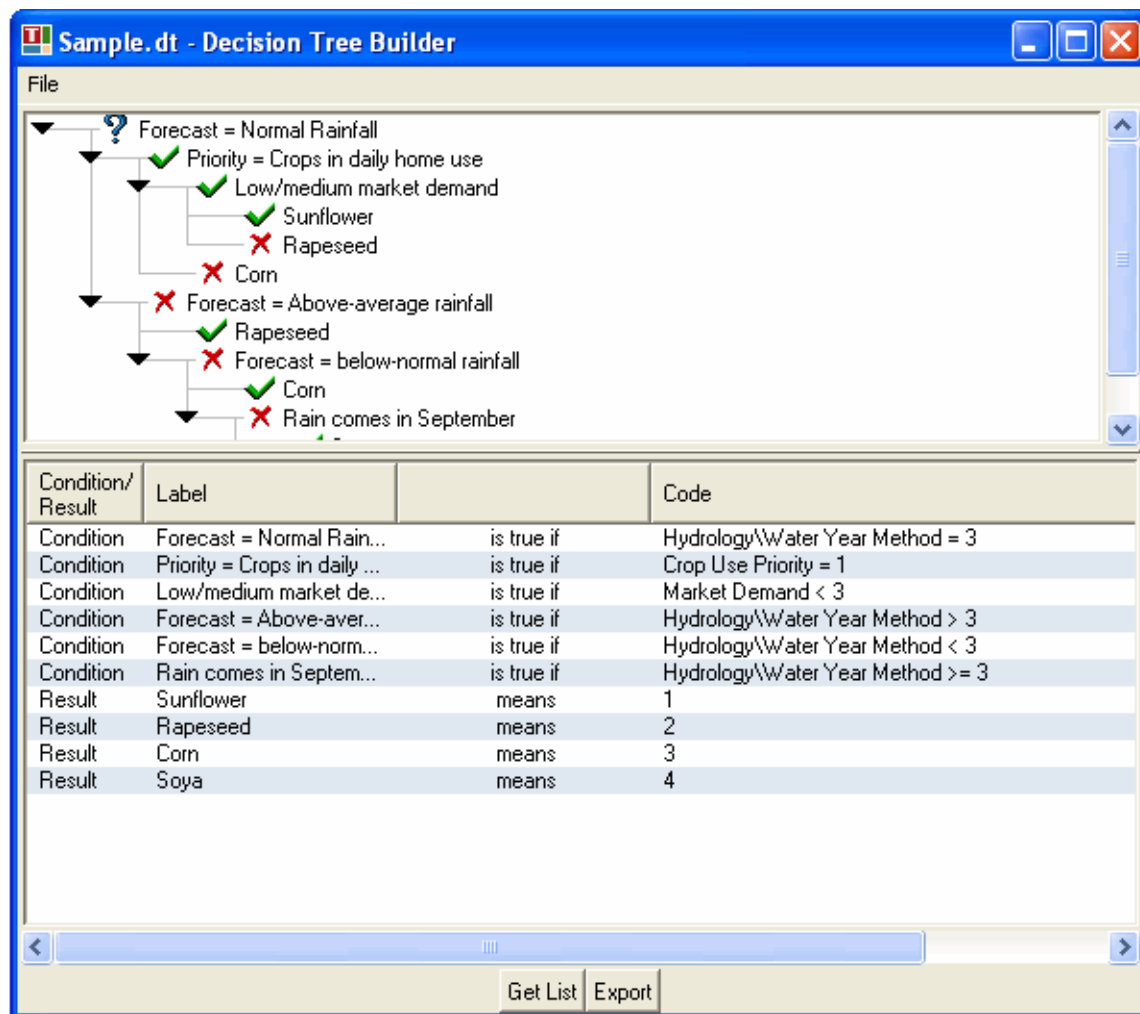 Sample.dt - Decision Tree Builder
File
Forecast = Normal Rainfall
Priority = Crops in daily home use
Low/medium market demand
Sunflower
Rapeseed
Corn
Forecast = Above-average rainfall
Rapeseed
Forecast = below-normal rainfall
Corn
Rain comes in September
Condition/ Result Label Code
Condition Forecast = Normal Rain... is true if Hydrology\Water Year Method = 3
Condition Priority = Crops in daily ... is true if Crop Use Priority = 1
Condition Low/medium market de... is true if Market Demand < 3
Condition Forecast = Above-aver... is true if Hydrology\Water Year Method > 3
Condition Forecast = below-norm... is true if Hydrology\Water Year Method < 3
Condition Rain comes in Septem... is true if Hydrology\Water Year Method >= 3
Result Sunflower means 1
Result Rapeseed means 2
Result Corn means 3
Result Soya means 4
Get List Export